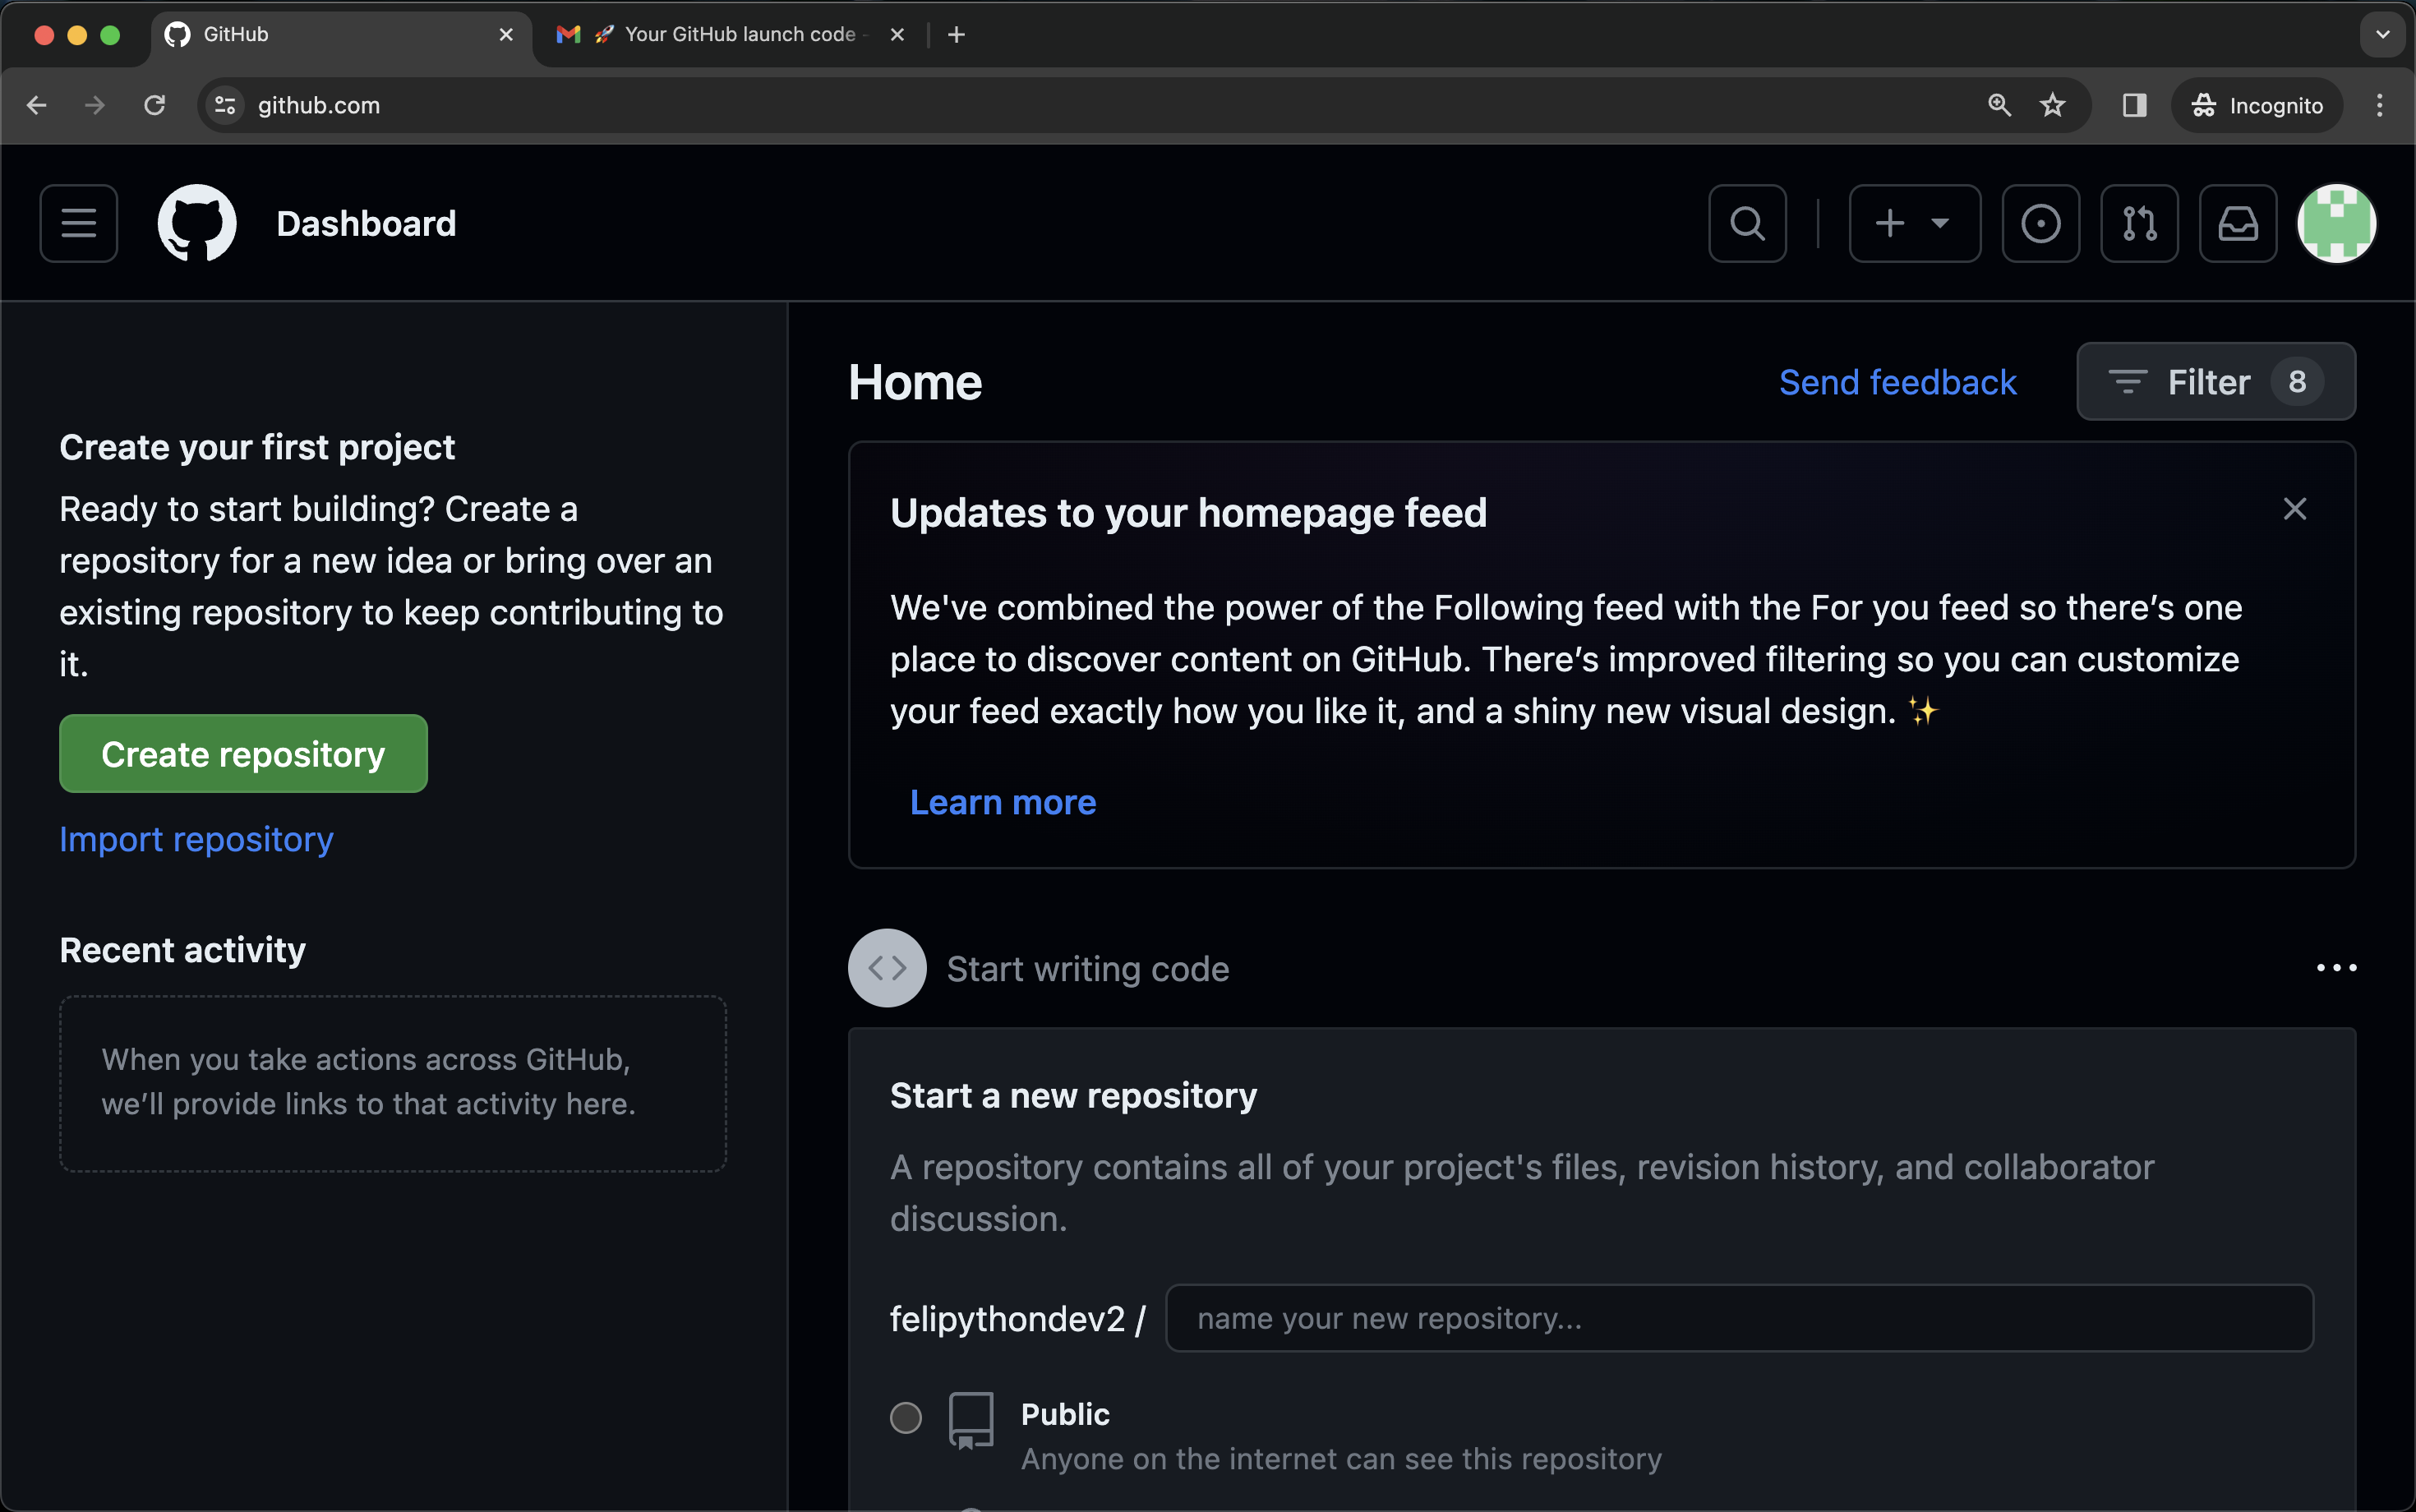 GitHub
🚀 Your GitHub launch code -
github.com
Incognito
Dashboard
Create your first project
Ready to start building? Create a
repository for a new idea or bring over an
existing repository to keep contributing to
it.
Create repository
Import repository
Recent activity
When you take actions across GitHub,
we’ll provide links to that activity here.
Home
Send feedback
Filter 8
Updates to your homepage feed
We've combined the power of the Following feed with the For you feed so there’s one
place to discover content on GitHub. There’s improved filtering so you can customize
your feed exactly how you like it, and a shiny new visual design. ✨
Learn more
Start writing code
Start a new repository
A repository contains all of your project's files, revision history, and collaborator
discussion.
felipythondev2 / name your new repository...
Public
Anyone on the internet can see this repository